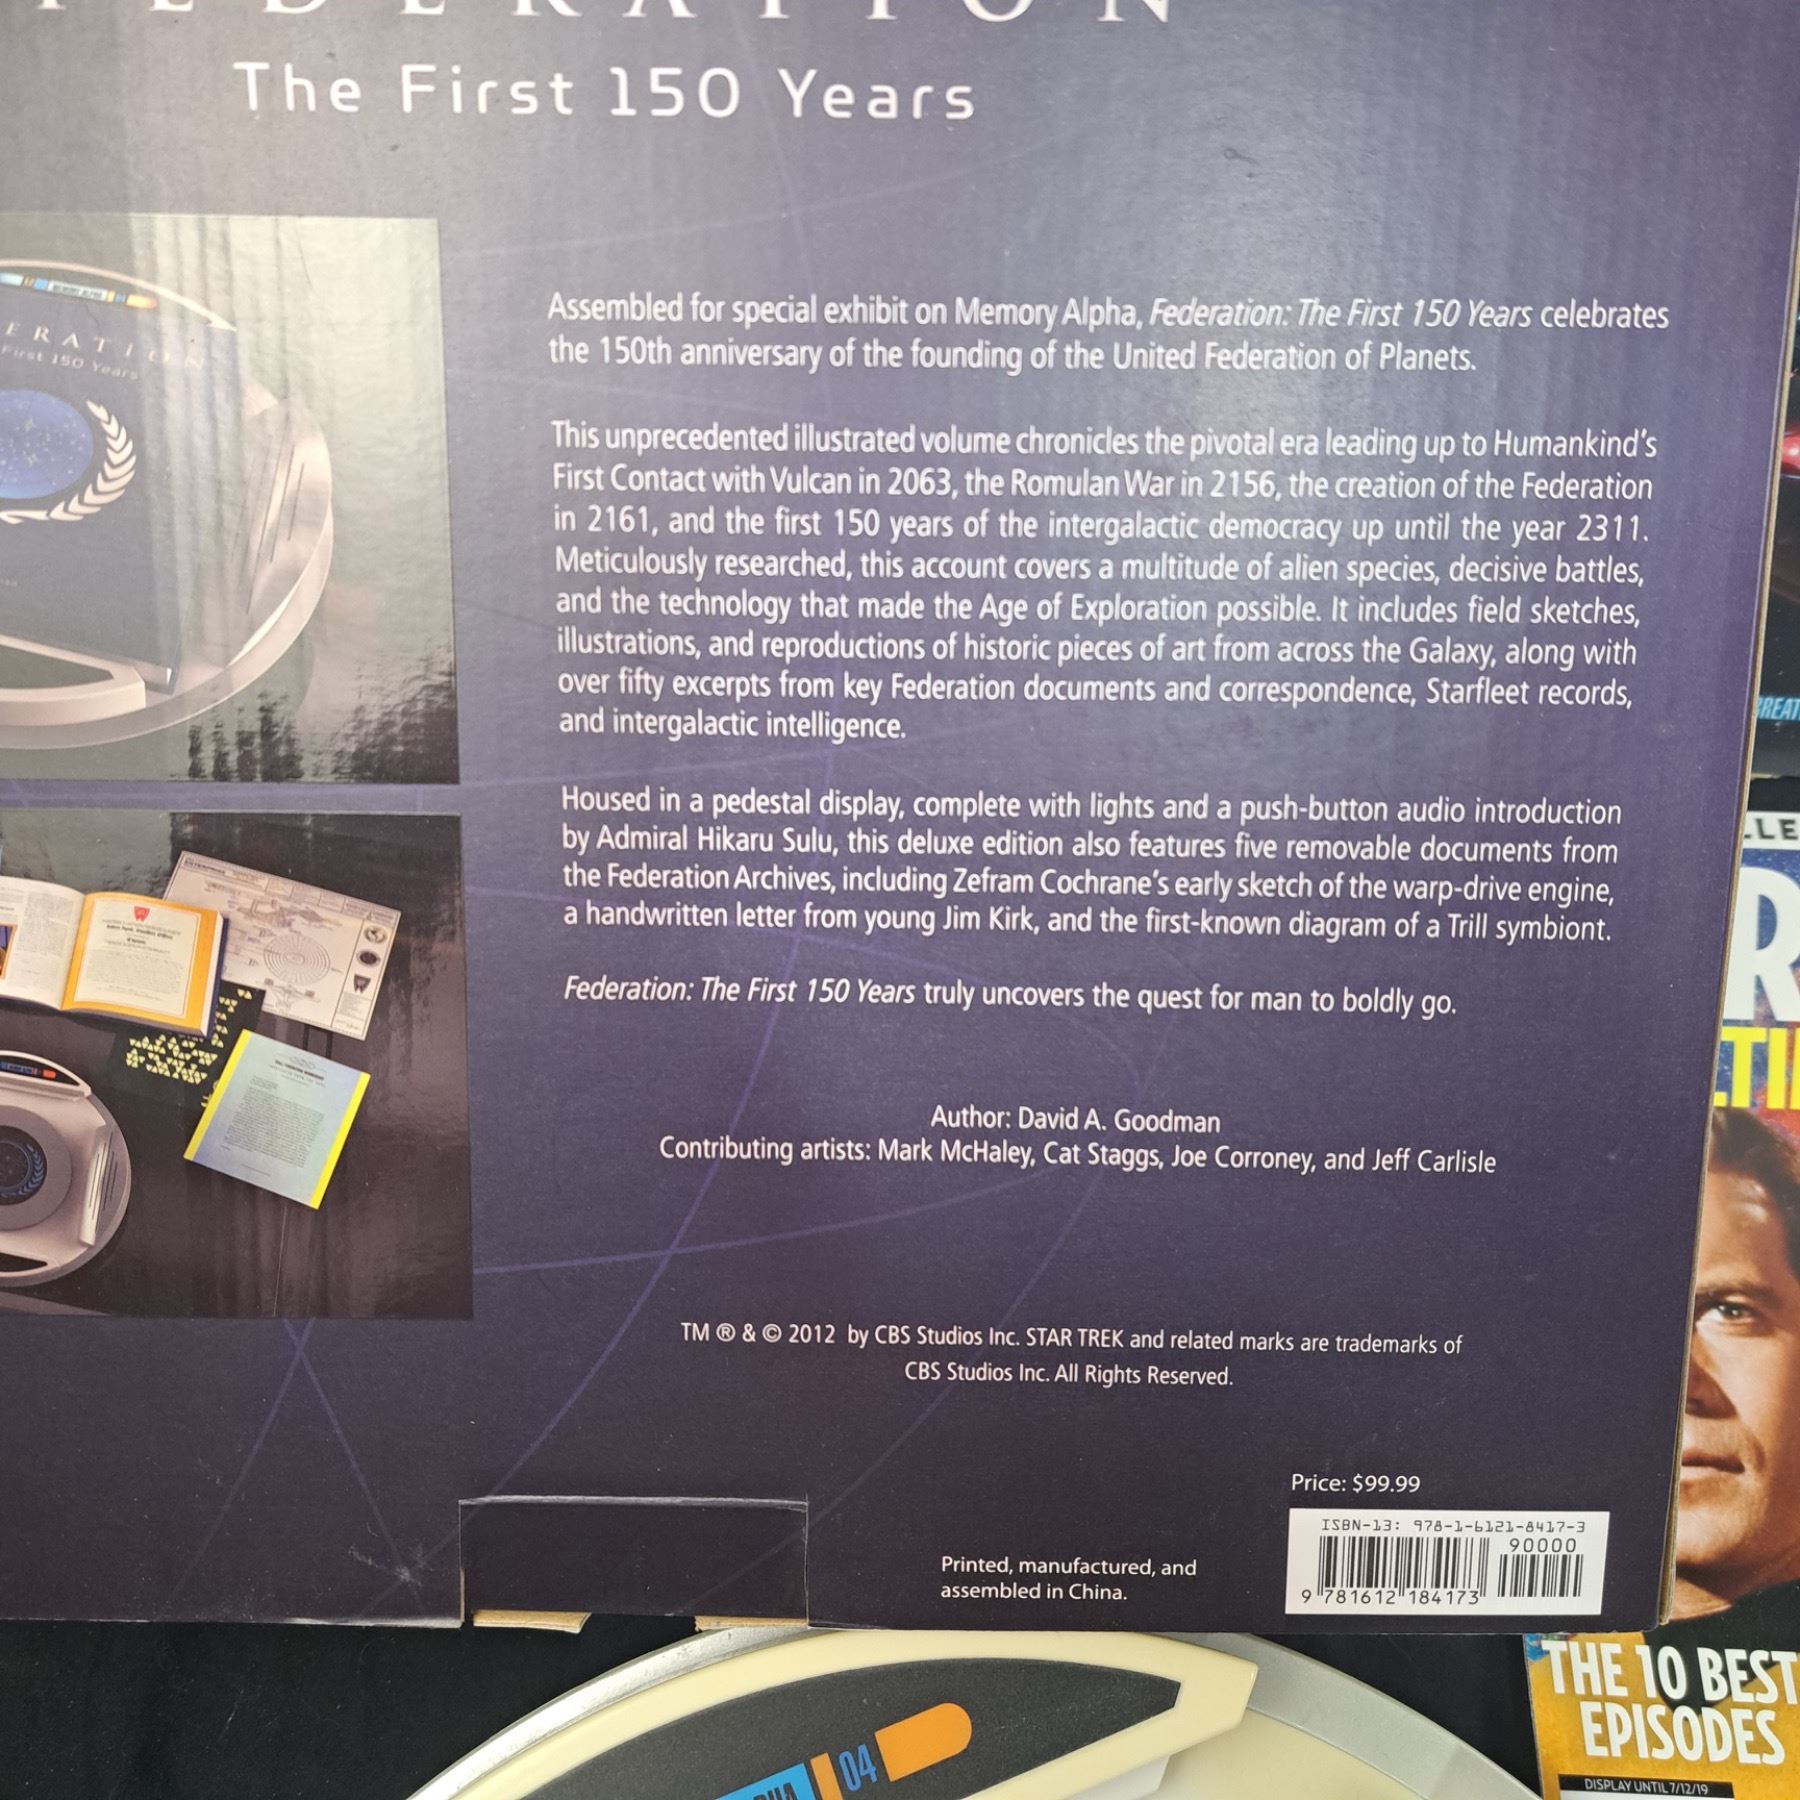 The First 150 Years
Assembled for special exhibit on Memory Alpha, Federation: The First 150 Years celebrates
the 150th anniversary of the founding of the United Federation of Planets.
This unprecedented illustrated volume chronicles the pivotal era leading up to Humankind's
First Contact with Vulcan in 2063, the Romulan War in 2156, the creation of the Federation
in 2161, and the first 150 years of the intergalactic democracy up until the year 2311.
Meticulously researched, this account covers a multitude of alien species, decisive battles,
and the technology that made the Age of Exploration possible. It includes field sketches,
illustrations, and reproductions of historic pieces of art from across the Galaxy, along with
over fifty excerpts from key Federation documents and correspondence, Starfleet records,
and intergalactic intelligence.
Housed in a pedestal display, complete with lights and a push-button audio introduction
by Admiral Hikaru Sulu, this deluxe edition also features five removable documents from
the Federation Archives, including Zefram Cochrane's early sketch of the warp-drive engine,
a handwritten letter from young Jim Kirk, and the first-known diagram of a Trill symbiont.
Federation: The First 150 Years truly uncovers the quest for man to boldly go.
Author: David A. Goodman
Contributing artists: Mark McHaley, Cat Staggs, Joe Corroney, and Jeff Carlisle
TM ® & © 2012 by CBS Studios Inc. STAR TREK and related marks are trademarks of
CBS Studios Inc. All Rights Reserved.
Price: $99.99
ISBN-13: 978-1-6121-8417-3
90000
9 781612 184173
Printed, manufactured, and
assembled in China.
ERATION
First 150 Years
04
THE 10 BEST
EPISODES
DISPLAY UNTIL 7/12/19